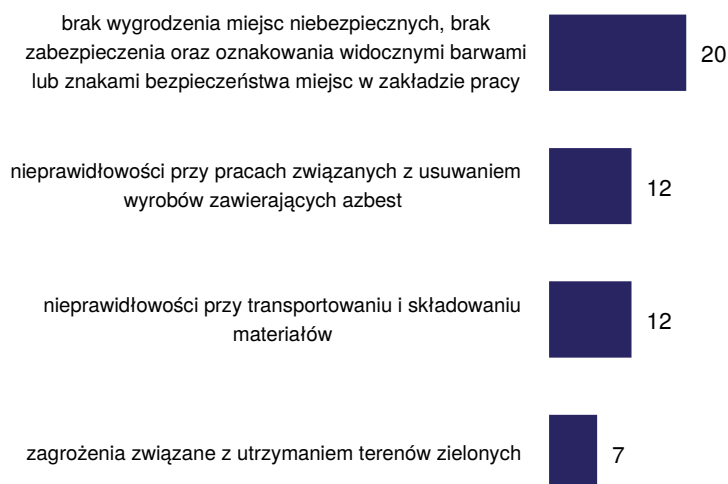 brak wygrodzenia miejsc niebezpiecznych, brak
zabezpieczenia oraz oznakowania widocznymi barwami
lub znakami bezpieczeństwa miejsc w zakładzie pracy
20
nieprawidłowości przy pracach związanych z usuwaniem
wyrobów zawierających azbest
12
nieprawidłowości przy transportowaniu i składowaniu
materiałów
12
zagrożenia związane z utrzymaniem terenów zielonych
7